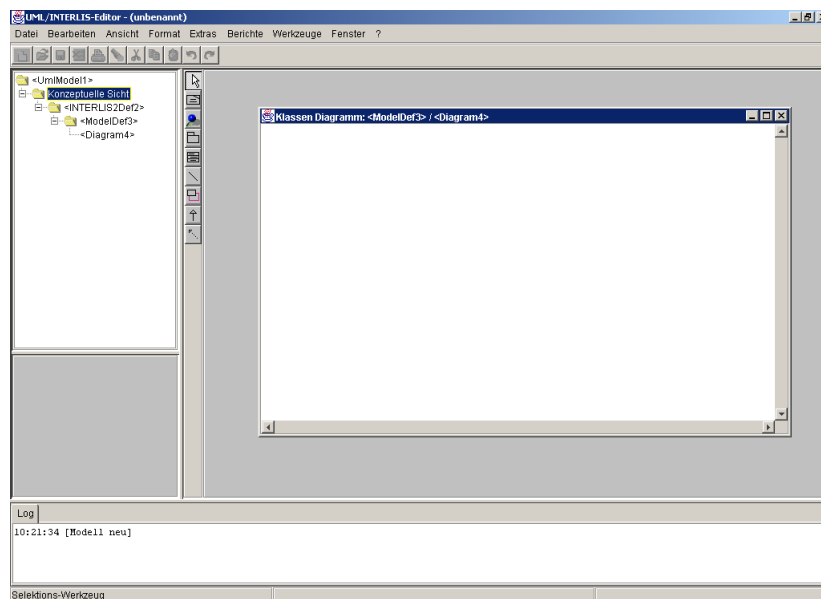 UML/INTERLIS-Editor - (unbenannt)
Datei Bearbeiten Ansicht Format Extras Berichte Werkzeuge Fenster ?
<UmlModel1>
Konzeptuelle Sicht
<INTERLIS2Def2>
<ModelDef3>
<Diagram4>
Klassen Diagramm: <ModelDef3> / <Diagram4>
Log
10:21:34 [Modell neu]
Selektions-Werkzeug